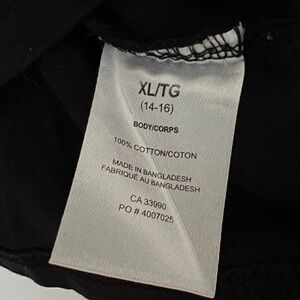 XL/TG
(14-16)
BODY/CORPS
100% COTTON/COTON
MADE IN BANGLADESH
FABRIQUÉ AU BANGLADESH
CA 33990
PO # 4007025